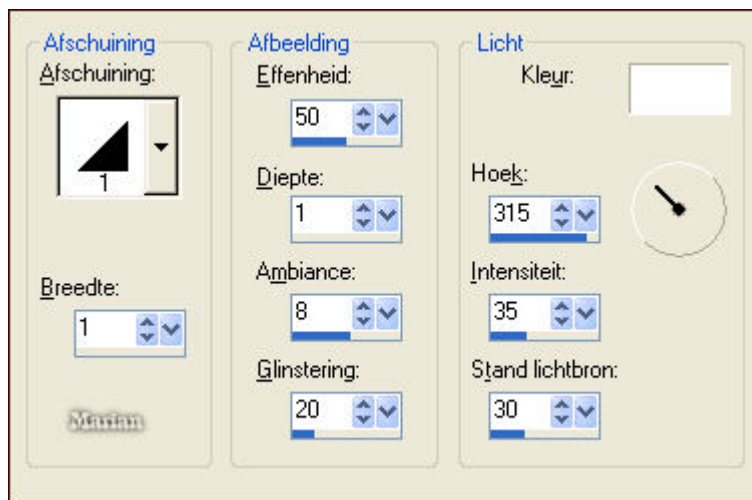 Afschuining
Afschuining:
1
Breedte:
1
Marian
Afbeelding
Effenheid:
50
Diepte:
1
Ambiance:
8
Glinstering:
20
Licht
Kleur:
Hoek:
315
Intensiteit:
35
Stand lichtbron:
30